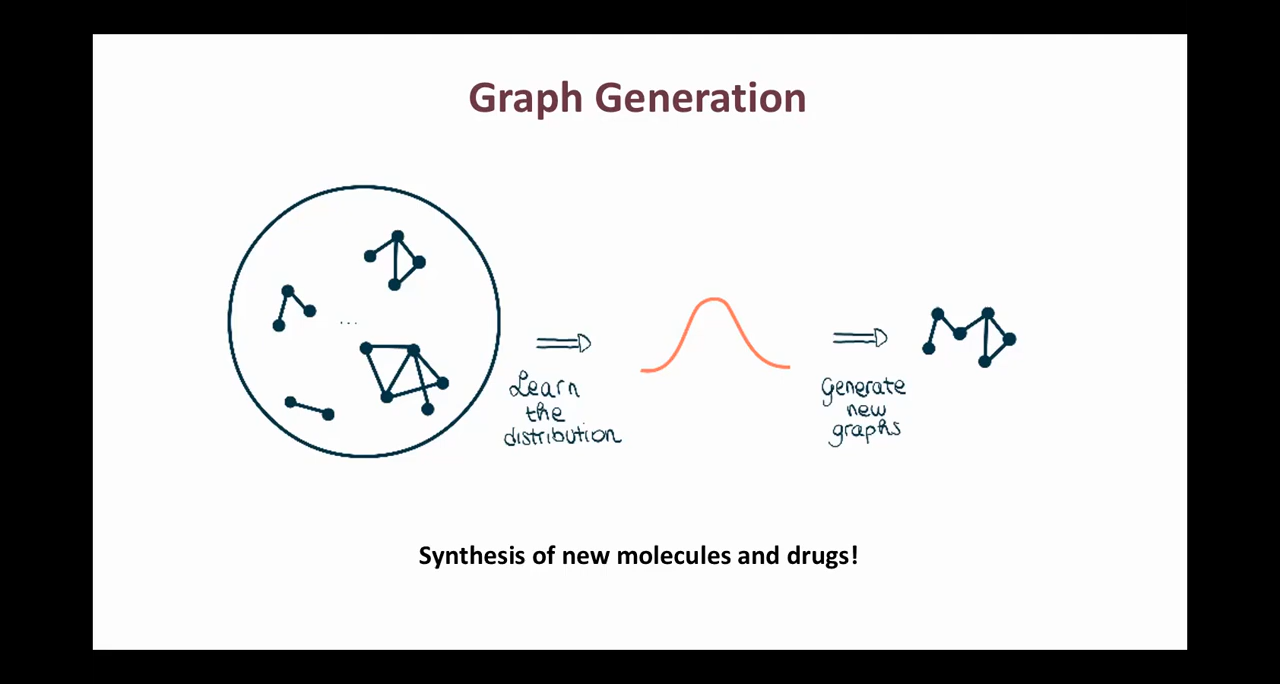 Graph Generation
...
Learn
the
distribution
Generate
new
graphs
Synthesis of new molecules and drugs!